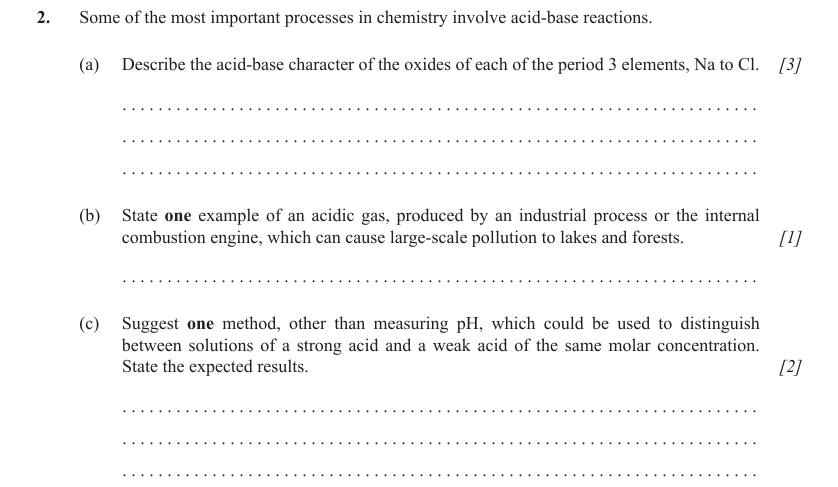 2. Some of the most important processes in chemistry involve acid-base reactions.
(a) Describe the acid-base character of the oxides of each of the period 3 elements, Na to Cl. [3]
(b) State one example of an acidic gas, produced by an industrial process or the internal
combustion engine, which can cause large-scale pollution to lakes and forests. [1]
(c) Suggest one method, other than measuring pH, which could be used to distinguish
between solutions of a strong acid and a weak acid of the same molar concentration.
State the expected results. [2]